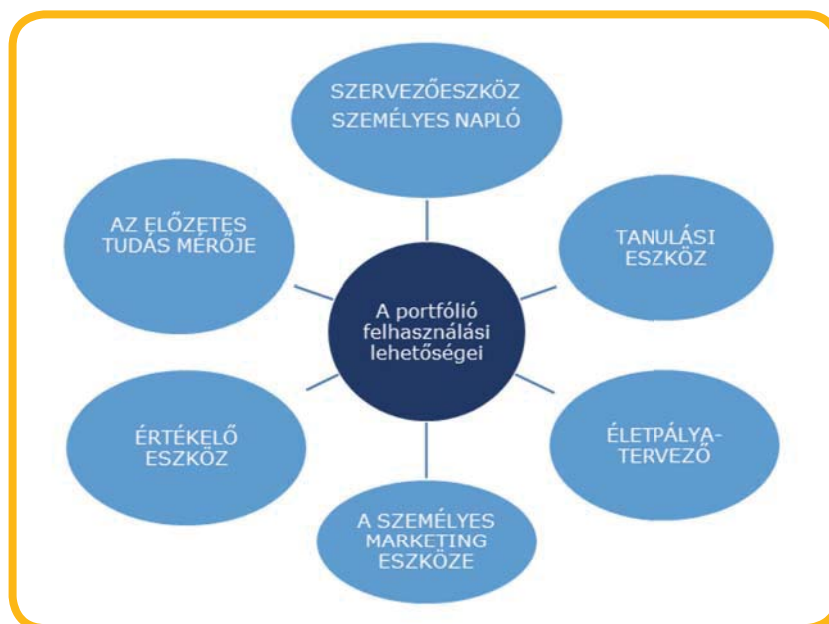 SZERVEZŐESZKÖZ
SZEMÉLYES NAPLÓ
AZ ELŐZETES
TUDÁS MÉRŐJE
TANULÁSI
ESZKÖZ
A portfólió
felhasználási
lehetőségei
ÉRTÉKELŐ
ESZKÖZ
ÉLETPÁLYA-
TERVEZŐ
A SZEMÉLYES
MARKETING
ESZKÖZE